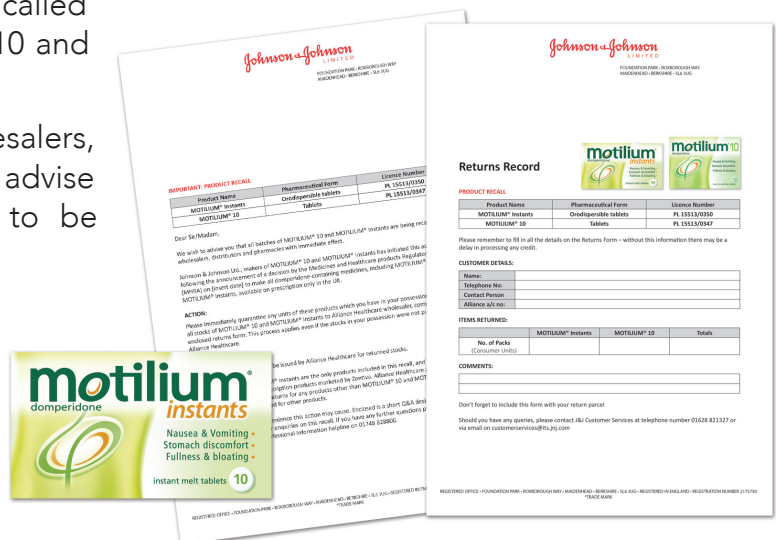 called
10 and
esalers,
advise
to be
Johnson & Johnson
LIMITED
FOUNDATION PARK • ROXBOROUGH WAY
MAIDENHEAD • BERKSHIRE • SL6 3UG
IMPORTANT: PRODUCT RECALL
Product Name Pharmaceutical Form Licence Number
MOTILIUM® Instants Orodispersible tablets PL 15513/0350
MOTILIUM® 10 Tablets PL 15513/0347
Dear Sir/Madam,
We wish to advise you that all batches of MOTILIUM® 10 and MOTILIUM® Instants are being reca
wholesalers, distributors and pharmacies with immediate effect.
Johnson & Johnson Ltd., makers of MOTILIUM® 10 and MOTILIUM® Instants has initiated this ac
following the announcement of a decision by the Medicines and Healthcare products Regulator
(MHRA) on [insert date] to make all domperidone-containing medicines, including MOTILIUM®
MOTILIUM® Instants, available on prescription only in the UK.
ACTION:
Please immediately quarantine any units of these products which you have in your possession
all stocks of MOTILIUM® 10 and MOTILIUM® Instants to Alliance Healthcare wholesaler, com
enclosed returns form. This process applies even if the stocks in your possession were not p
Alliance Healthcare.
be issued by Alliance Healthcare for returned stocks.
Instants are the only products included in this recall, and
cription products marketed by Zentiva. Alliance Healthcare
eturns for any products other than MOTILIUM® 10 and MOT
d for other products.
enience this action may cause. Enclosed is a short Q&A des
enquiries on this recall. If you have any further questions p
fessional information helpline on 01748 828800.
REGISTERED OFFICE • FOUNDATION PARK • ROXBOROUGH WAY • MAIDENHEAD • BERKSHIRE • SL6 3UG • REGISTERED
*TRADE MARK
motilium®
domperidone
instants
Nausea & Vomiting •
Stomach discomfort •
Fullness & bloating •
instant melt tablets 10
Johnson & Johnson
LIMITED
FOUNDATION PARK • ROXBOROUGH WAY
MAIDENHEAD • BERKSHIRE • SL6 3UG
Returns Record
motilium
domperidone
instants
10
motilium 10
PRODUCT RECALL
Product Name Pharmaceutical Form Licence Number
MOTILIUM® Instants Orodispersible tablets PL 15513/0350
MOTILIUM® 10 Tablets PL 15513/0347
Please remember to fill in all the details on the Returns Form – without this information there may be a
delay in processing any credit.
CUSTOMER DETAILS:
Name:
Telephone No:
Contact Person
Alliance a/c no:
ITEMS RETURNED:
MOTILIUM® instants MOTILIUM® 10 Totals
No. of Packs
(Consumer Units)
COMMENTS:
Don't forget to include this form with your return parcel
Should you have any queries, please contact J&J Customer Services at telephone number 01628 821327 or
via email on customerservices@its.jnj.com
REGISTERED OFFICE • FOUNDATION PARK • ROXBOROUGH WAY • MAIDENHEAD • BERKSHIRE • SL6 3UG • REGISTERED IN ENGLAND • REGISTRATION NUMBER 2175750
*TRADE MARK